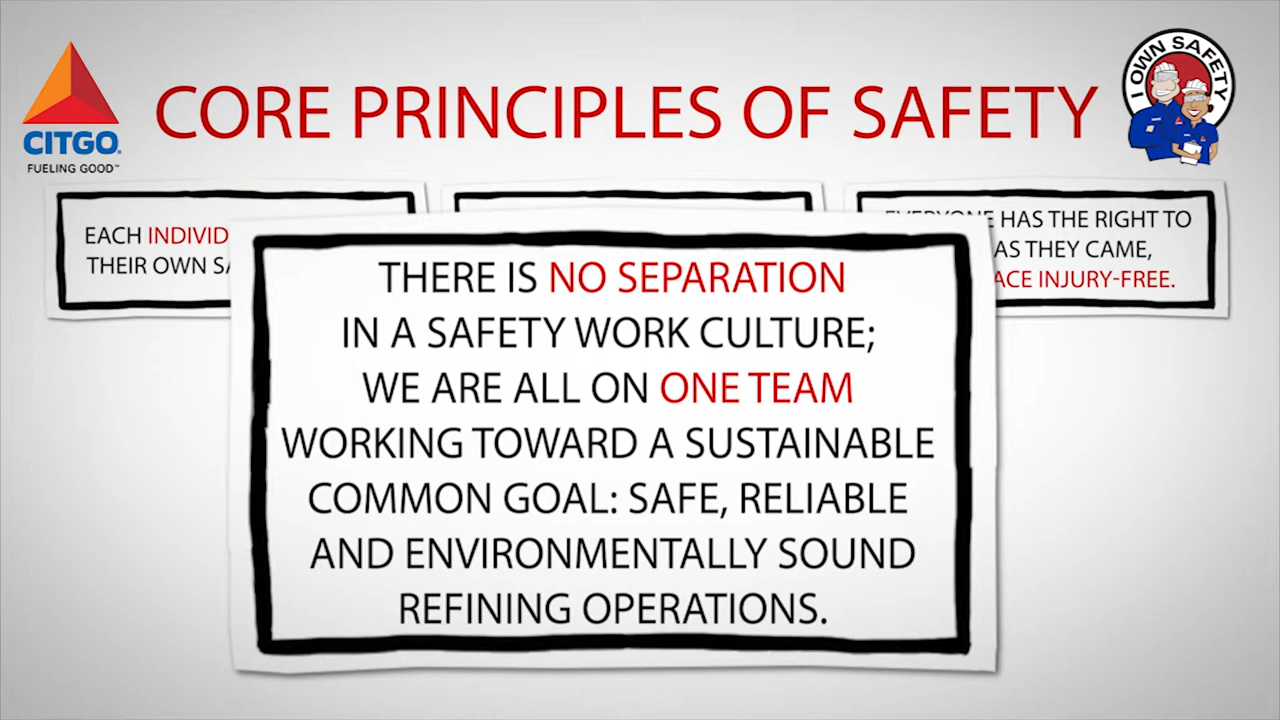 CORE PRINCIPLES OF SAFETY
CITGO
FUELING GOOD™
I OWN SAFETY
EACH
THEIR OWN
EVERYONE HAS THE RIGHT TO
AS THEY CAME,
INJURY-FREE.
THERE IS NO SEPARATION
IN A SAFETY WORK CULTURE;
WE ARE ALL ON ONE TEAM
WORKING TOWARD A SUSTAINABLE
COMMON GOAL: SAFE, RELIABLE
AND ENVIRONMENTALLY SOUND
REFINING OPERATIONS.